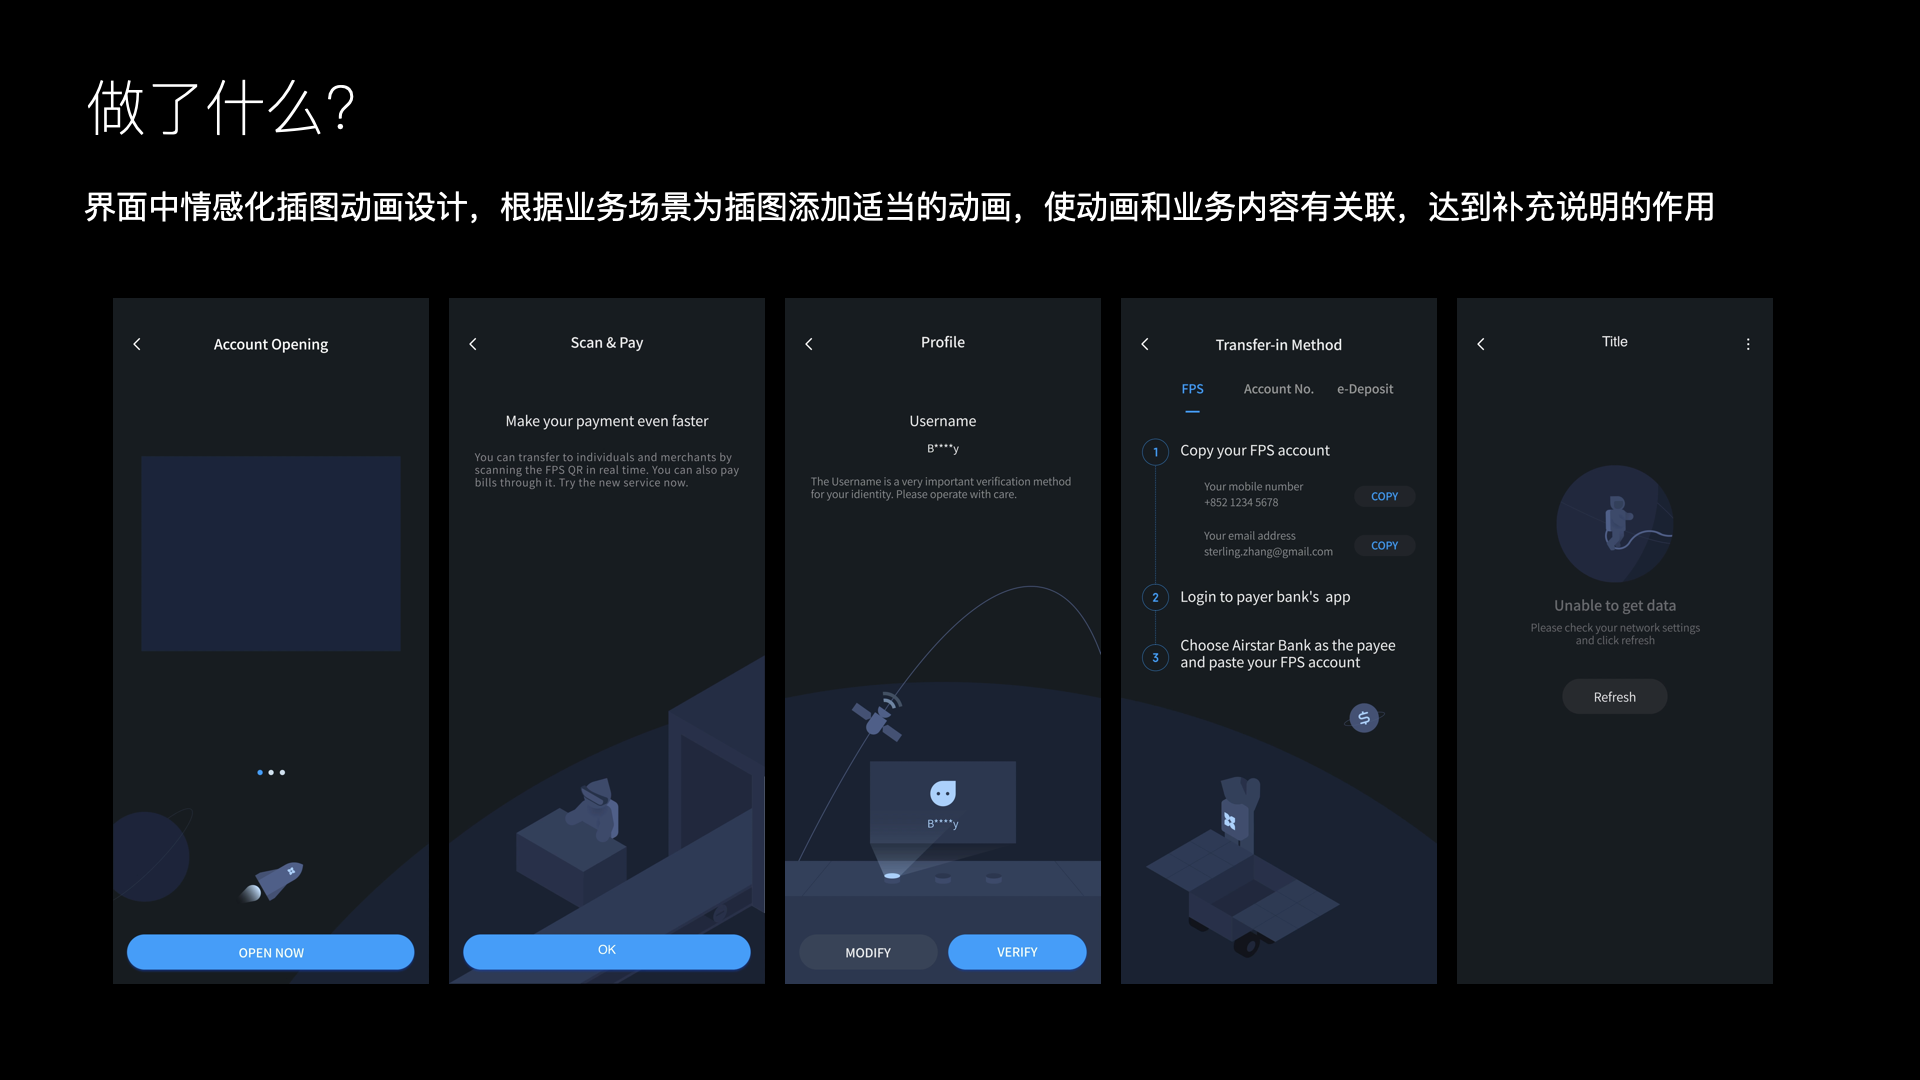 做了什么？
界面中情感化插图动画设计，根据业务场景为插图添加适当的动画，使动画和业务内容有关联，达到补充说明的作用
Account Opening
OPEN NOW
Scan & Pay
Make your payment even faster
You can transfer to individuals and merchants by
scanning the FPS QR in real time. You can also pay
bills through it. Try the new service now.
OK
Profile
Username
B****y
The Username is a very important verification method
for your identity. Please operate with care.
B****y
MODIFY
VERIFY
Transfer-in Method
FPS
Account No.
e-Deposit
1
Copy your FPS account
Your mobile number
+852 1234 5678
COPY
Your email address
sterling.zhang@gmail.com
COPY
2
Login to payer bank's app
3
Choose Airstar Bank as the payee
and paste your FPS account
$
Title
Unable to get data
Please check your network settings
and click refresh
Refresh